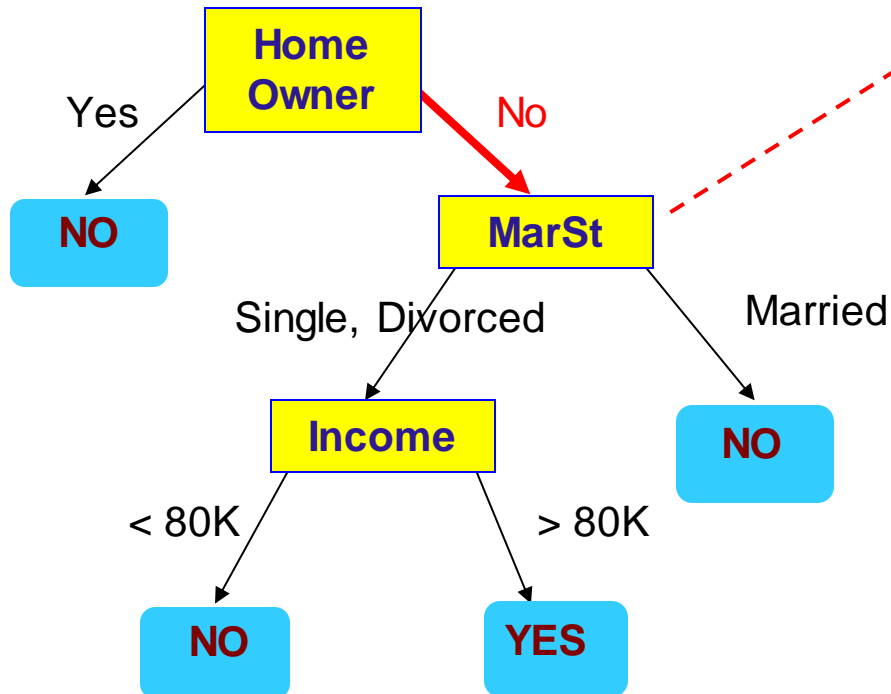 Home
Owner
Yes
No
NO
MarSt
Single, Divorced
Married
Income
NO
< 80K
> 80K
NO
YES